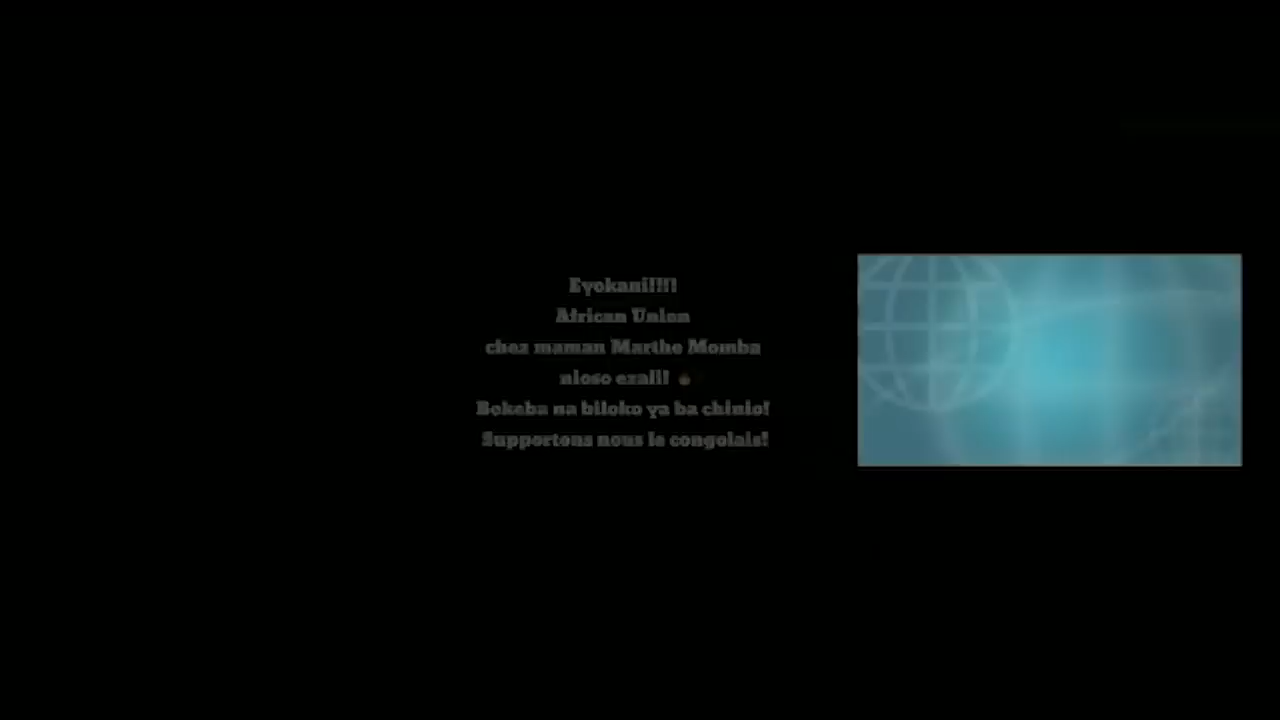 Eyokani!!!!
African Union
chez maman Marthe Momba
nioso ezali!
Bokeba na biloko ya ba chinio!
Supportons nous le congolais!